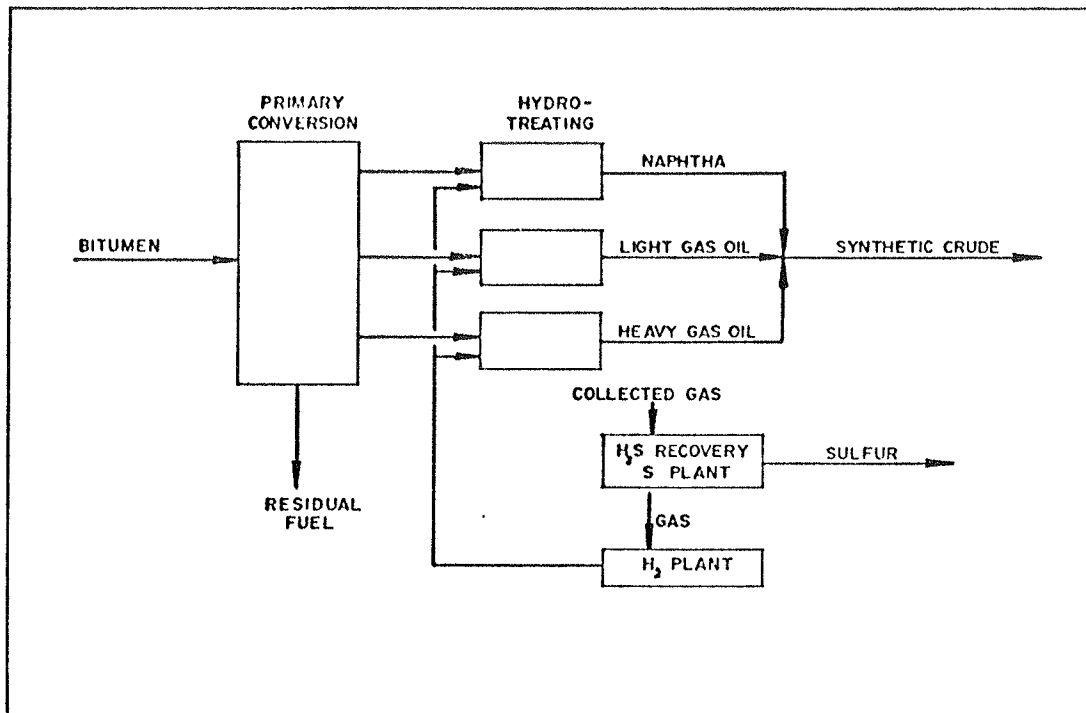 PRIMARY
CONVERSION
HYDRO-
TREATING
NAPHTHA
BITUMEN
LIGHT GAS OIL
SYNTHETIC CRUDE
HEAVY GAS OIL
COLLECTED GAS
H₂S RECOVERY
S PLANT
SULFUR
RESIDUAL
FUEL
GAS
H₂ PLANT